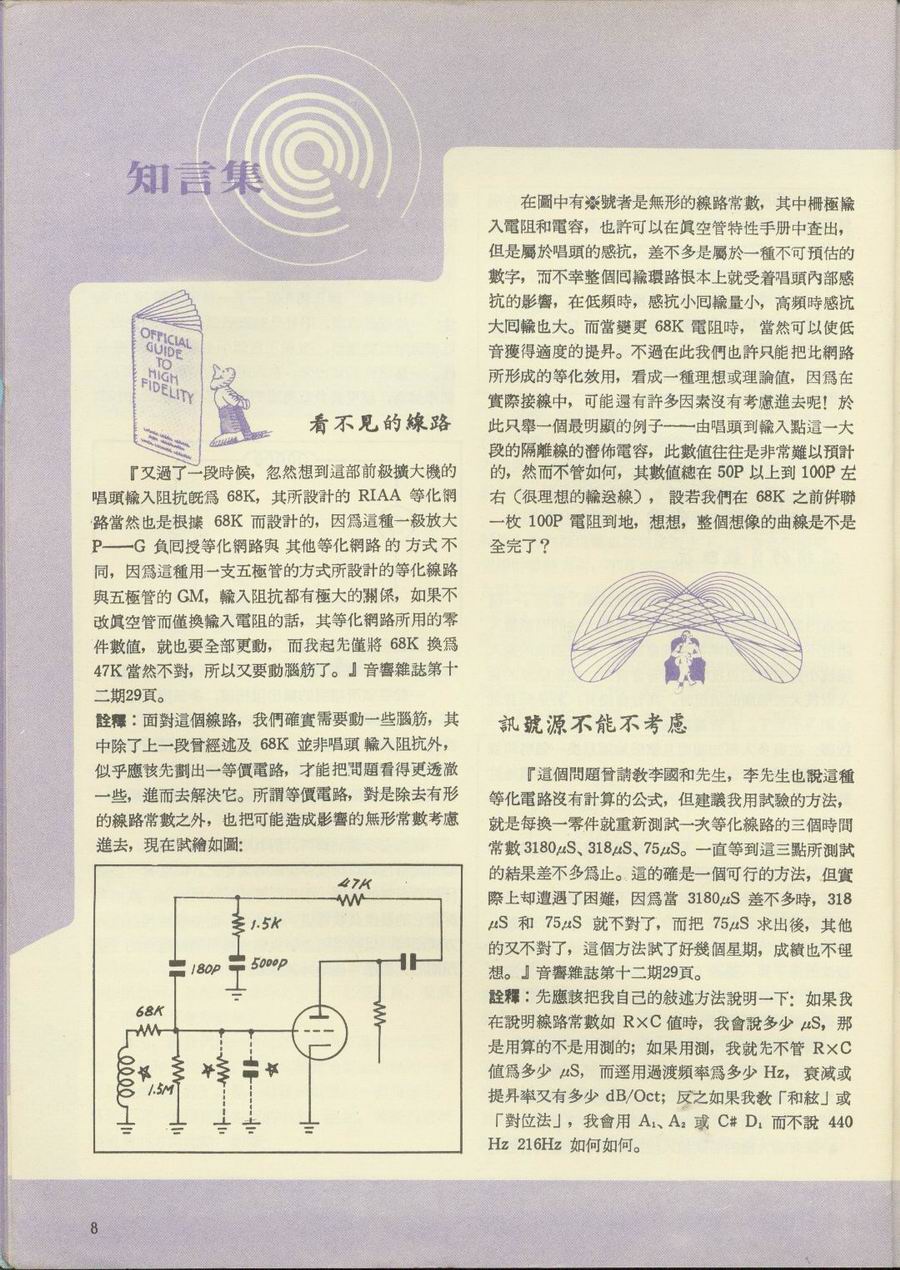 知言集
OFFICIAL
GUIDE
TO
HIGH
FIDELITY
看不見的線路
『又過了一段時候，忽然想到這部前級擴大機的
唱頭輸入阻抗既爲 68K，其所設計的 RIAA 等化網
路當然也是根據 68K 而設計的，因爲這種一級放大
P——G 負囘授等化網路與 其他等化網路 的 方式 不
同，因爲這種用一支五極管的方式所設計的等化線路
與五極管的 GM，輸入阻抗都有極大的關係，如果不
改眞空管而僅換輸入電阻的話，其等化網路所用的零
件數值，就也要全部更動， 而我起先僅將 68K 換爲
47K 當然不對，所以又要動腦筋了。』音響雜誌第十
二期29頁。
詮釋：面對這個線路，我們確實需要動一些腦筋，其
中除了上一段曾經述及 68K 並非唱頭 輸入阻抗外，
似乎應該先劃出一等價電路，才能把問題看得更透澈
一些，進而去解決它。所謂等價電路，對是除去有形
的線路常數之外，也把可能造成影響的無形常數考慮
進去，現在試繪如圖:
47K
1.5K
180P
5000P
68K
☆
1.5M
☆
☆
在圖中有※號者是無形的線路常數，其中柵極輸
入電阻和電容，也許可以在眞空管特性手册中查出，
但是屬於唱頭的感抗，差不多是屬於一種不可預估的
數字，而不幸整個囘輸環路根本上就受着唱頭內部感
抗的影響，在低頻時，感抗小囘輸量小，高頻時感抗
大囘輸也大。而當變更 68K 電阻時， 當然可以使低
音獲得適度的提昇。不過在此我們也許只能把比網路
所形成的等化效用，看成一種理想或理論值，因爲在
實際接線中，可能還有許多因素沒有考慮進去呢！於
此只舉一個最明顯的例子——由唱頭到輸入點這一大
段的隔離線的潛佈電容，此數值往往是非常難以預計
的，然而不管如何，其數值總在 50P 以上到 100P 左
右（很理想的輸送線）， 設若我們在 68K 之前倂聯
一枚 100P 電阻到地，想想，整個想像的曲線是不是
全完了？
訊號源不能不考慮
『這個問題曾請敎李國和先生，李先生也說這種
等化電路沒有計算的公式，但建議我用試驗的方法，
就是每換一零件就重新測試一次等化線路的三個時間
常數 3180μS、318μS、75μS。一直等到這三點所測試
的結果差不多爲止。這的確是一個可行的方法，但實
際上却遭遇了困難，因爲當 3180μS 差不多時，318
μS 和 75μS 就不對了，而把 75μS 求出後，其他
的又不對了，這個方法試了好幾個星期，成績也不理
想。』音響雜誌第十二期29頁。
詮釋：先應該把我自己的敍述方法說明一下: 如果我
在說明線路常數如 R×C 值時，我會說多少 μS，那
是用算的不是用測的；如果用測，我就先不管 R×C
值爲多少 μS， 而逕用過渡頻率爲多少 Hz， 衰減或
提昇率又有多少 dB/Oct；反之如果我敎「和絃」或
「對位法」，我會用 A₁、A₂ 或 C# D₁ 而不說 440
Hz 216Hz 如何如何。
8